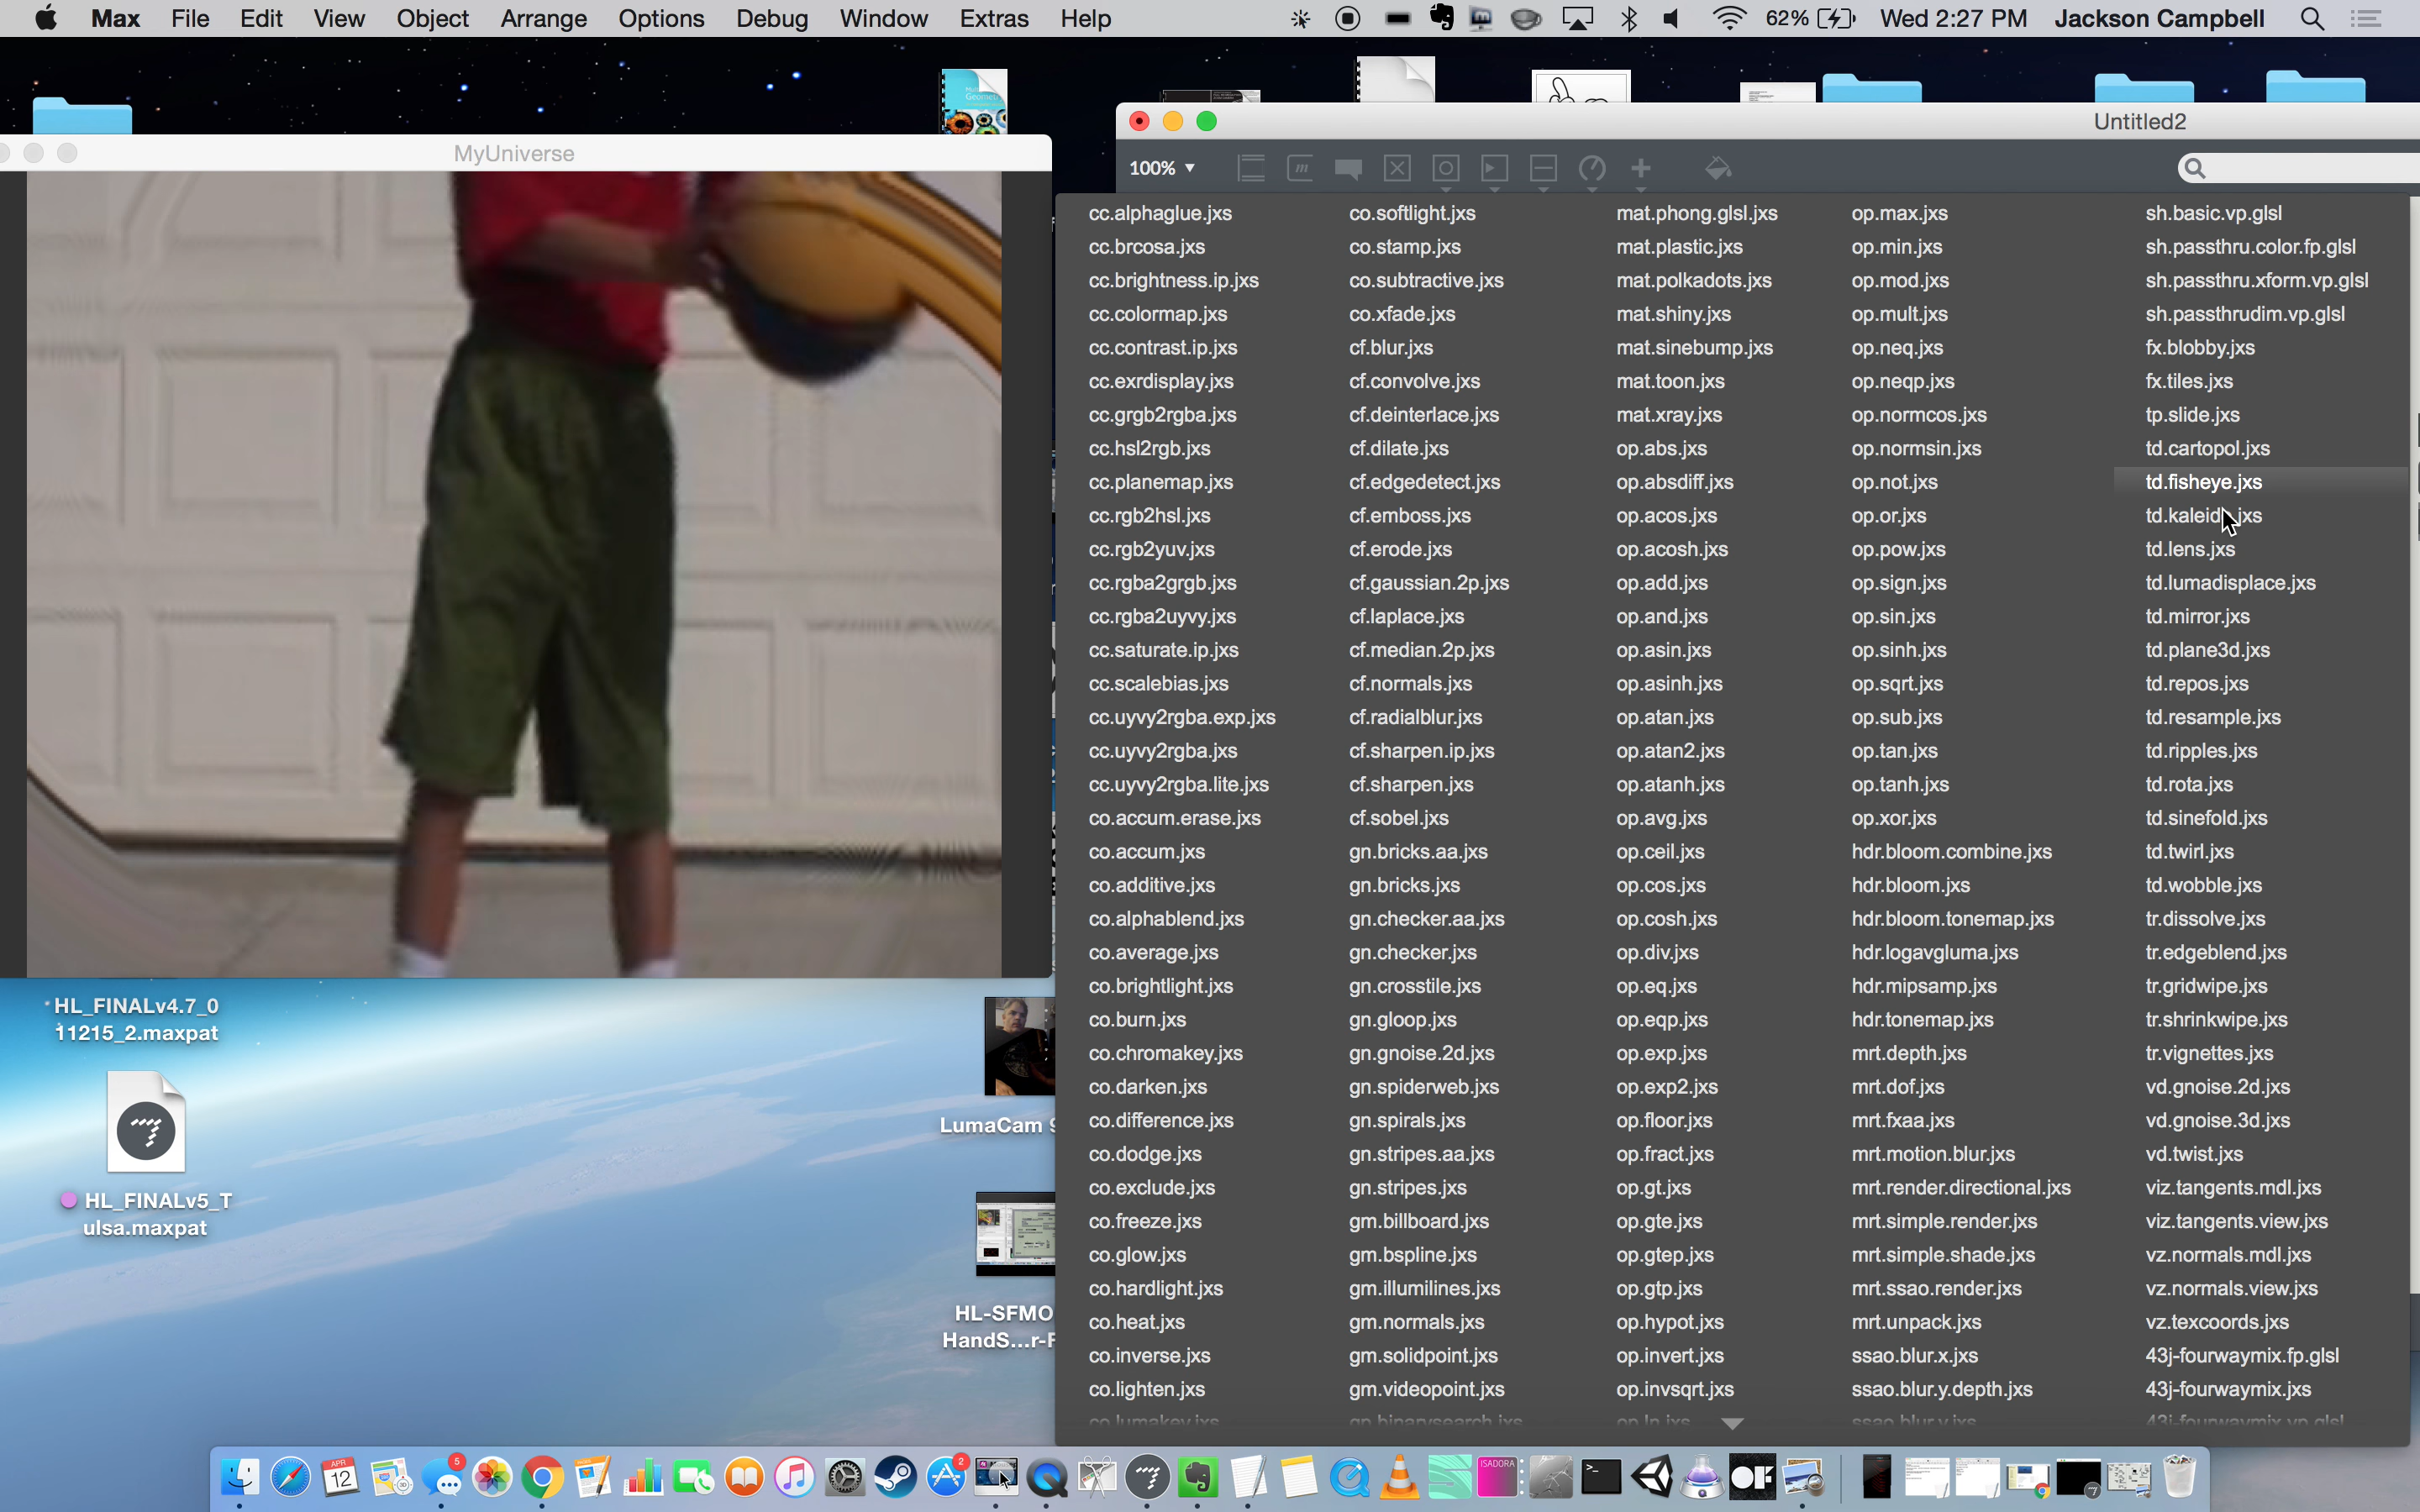 Max File Edit View Object Arrange Options Debug Window Extras Help 62% Wed 2:27 PM Jackson Campbell
Untitled2
MyUniverse
100%
cc.alphaglue.jxs co.softlight.jxs mat.phong.glsl.jxs op.max.jxs sh.basic.vp.glsl
cc.brcosa.jxs co.stamp.jxs mat.plastic.jxs op.min.jxs sh.passthru.color.fp.glsl
cc.brightness.ip.jxs co.subtractive.jxs mat.polkadots.jxs op.mod.jxs sh.passthru.xform.vp.glsl
cc.colormap.jxs co.xfade.jxs mat.shiny.jxs op.mult.jxs sh.passthrudim.vp.glsl
cc.contrast.ip.jxs cf.blur.jxs mat.sinebump.jxs op.neq.jxs fx.blobby.jxs
cc.exrdisplay.jxs cf.convolve.jxs mat.toon.jxs op.neqp.jxs fx.tiles.jxs
cc.grgb2rgba.jxs cf.deinterlace.jxs mat.xray.jxs op.normcos.jxs tp.slide.jxs
cc.hsl2rgb.jxs cf.dilate.jxs op.abs.jxs op.normsin.jxs td.cartopol.jxs
cc.planemap.jxs cf.edgedetect.jxs op.absdiff.jxs op.not.jxs td.fisheye.jxs
cc.rgb2hsl.jxs cf.emboss.jxs op.acos.jxs op.or.jxs
cc.rgb2yuv.jxs cf.erode.jxs op.acosh.jxs op.pow.jxs td.lens.jxs
cc.rgba2grgb.jxs cf.gaussian.2p.jxs op.add.jxs op.sign.jxs td.lumadisplace.jxs
cc.rgba2uyvy.jxs cf.laplace.jxs op.and.jxs op.sin.jxs td.mirror.jxs
cc.saturate.ip.jxs cf.median.2p.jxs op.asin.jxs op.sinh.jxs td.plane3d.jxs
cc.scalebias.jxs cf.normals.jxs op.asinh.jxs op.sqrt.jxs td.repos.jxs
cc.uyvy2rgba.exp.jxs cf.radialblur.jxs op.atan.jxs op.sub.jxs td.resample.jxs
cc.uyvy2rgba.jxs cf.sharpen.ip.jxs op.atan2.jxs op.tan.jxs td.ripples.jxs
cc.uyvy2rgba.lite.jxs cf.sharpen.jxs op.atanh.jxs op.tanh.jxs td.rota.jxs
co.accum.erase.jxs cf.sobel.jxs op.avg.jxs op.xor.jxs td.sinefold.jxs
co.accum.jxs gn.bricks.aa.jxs op.ceil.jxs hdr.bloom.combine.jxs td.twirl.jxs
co.additive.jxs gn.bricks.jxs op.cos.jxs hdr.bloom.jxs td.wobble.jxs
co.alphablend.jxs gn.checker.aa.jxs op.cosh.jxs hdr.bloom.tonemap.jxs tr.dissolve.jxs
co.average.jxs gn.checker.jxs op.div.jxs hdr.logavgluma.jxs tr.edgeblend.jxs
co.brightlight.jxs gn.crosstile.jxs op.eq.jxs hdr.mipsamp.jxs tr.gridwipe.jxs
co.burn.jxs gn.gloop.jxs op.eqp.jxs hdr.tonemap.jxs tr.shrinkwipe.jxs
co.chromakey.jxs gn.gnoise.2d.jxs op.exp.jxs mrt.depth.jxs tr.vignettes.jxs
co.darken.jxs gn.spiderweb.jxs op.exp2.jxs mrt.dof.jxs vd.gnoise.2d.jxs
co.difference.jxs gn.spirals.jxs op.floor.jxs mrt.fxaa.jxs vd.gnoise.3d.jxs
co.dodge.jxs gn.stripes.aa.jxs op.fract.jxs mrt.motion.blur.jxs vd.twist.jxs
co.exclude.jxs gn.stripes.jxs op.gt.jxs mrt.render.directional.jxs viz.tangents.mdl.jxs
co.freeze.jxs gm.billboard.jxs op.gte.jxs mrt.simple.render.jxs viz.tangents.view.jxs
co.glow.jxs gm.bspline.jxs op.gtep.jxs mrt.simple.shade.jxs vz.normals.mdl.jxs
co.hardlight.jxs gm.illumilines.jxs op.gtp.jxs mrt.ssao.render.jxs vz.normals.view.jxs
co.heat.jxs gm.normals.jxs op.hypot.jxs mrt.unpack.jxs vz.texcoords.jxs
co.inverse.jxs gm.solidpoint.jxs op.invert.jxs ssao.blur.x.jxs 43j-fourwaymix.fp.glsl
co.lighten.jxs gm.videopoint.jxs op.invsqrt.jxs ssao.blur.y.depth.jxs 43j-fourwaymix.jxs
co.lumakey.jxs gp.binarysearch.jxs op.ln.jxs ssao.blur.y.jxs 43j-fourwaymix.vp.glsl
HL_FINALv4.7_0
11215_2.maxpat
HL_FINALv5_T
ulsa.maxpat
LumaCam
HL-SFMO
HandS...r-F
APR
12
5
2
ISADORA
OF